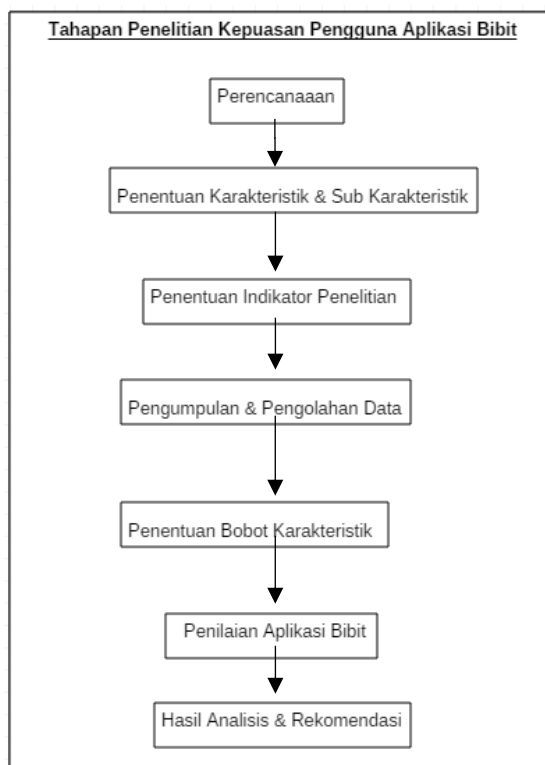 Tahapan Penelitian Kepuasan Pengguna Aplikasi Bibit
Perencanaaan
Penentuan Karakteristik & Sub Karakteristik
Penentuan Indikator Penelitian
Pengumpulan & Pengolahan Data
Penentuan Bobot Karakteristik
Penilaian Aplikasi Bibit
Hasil Analisis & Rekomendasi